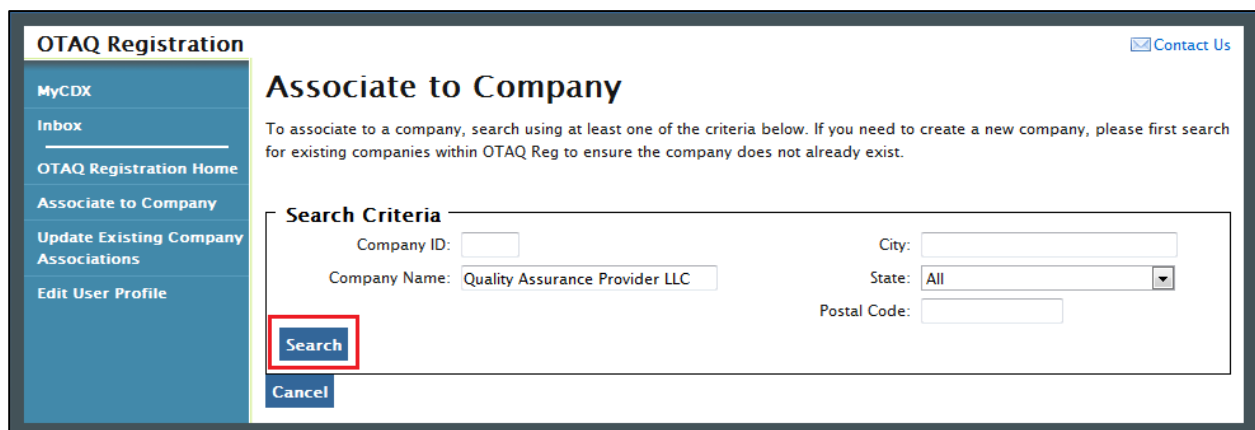 OTAQ Registration
Contact Us
MyCDX
Inbox
OTAQ Registration Home
Associate to Company
Update Existing Company
Associations
Edit User Profile
Associate to Company
To associate to a company, search using at least one of the criteria below. If you need to create a new company, please first search
for existing companies within OTAQ Reg to ensure the company does not already exist.
Search Criteria
Company ID:
City:
Company Name: Quality Assurance Provider LLC
State: All
Postal Code:
Search
Cancel